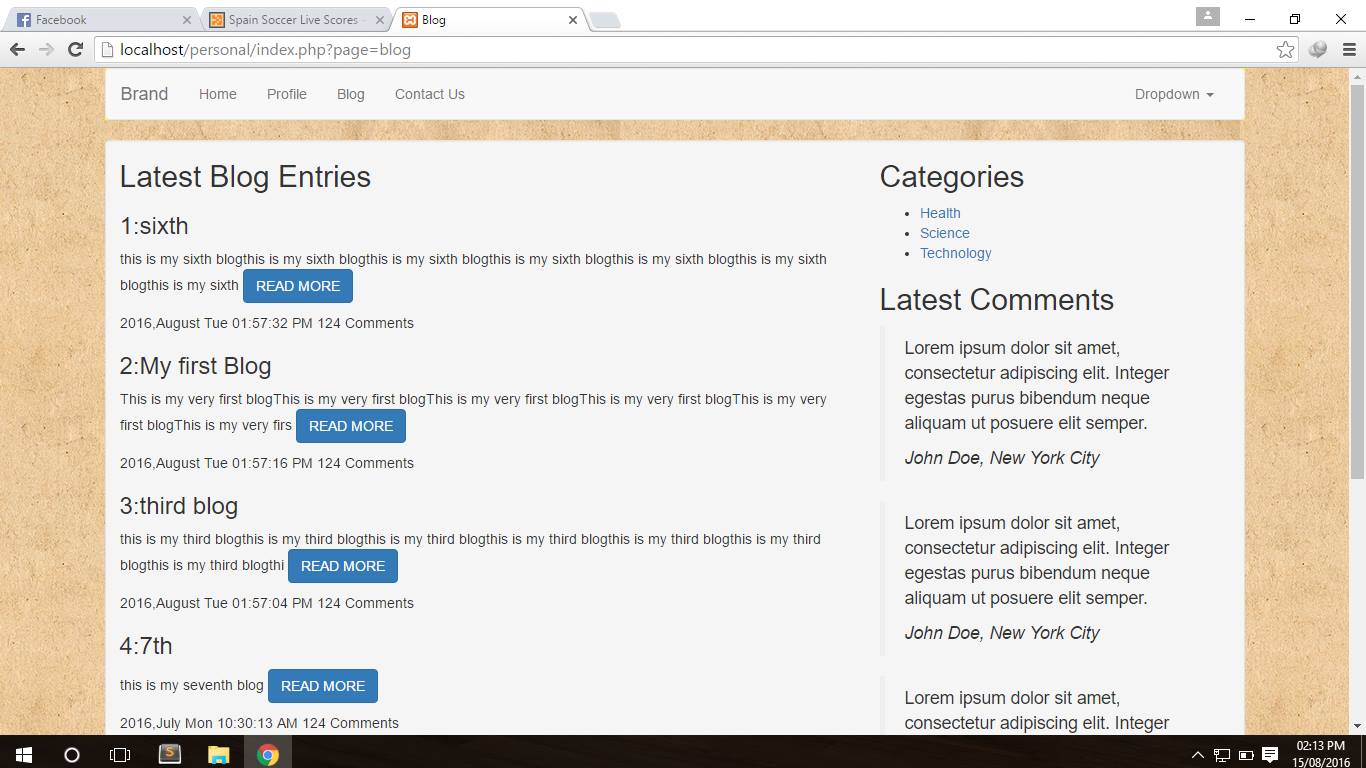 Facebook
Spain Soccer Live Scores -
Blog
localhost/personal/index.php?page=blog
Brand Home Profile Blog Contact Us Dropdown
Latest Blog Entries
1:sixth
this is my sixth blogthis is my sixth blogthis is my sixth blogthis is my sixth blogthis is my sixth blogthis is my sixth
blogthis is my sixth READ MORE
2016,August Tue 01:57:32 PM 124 Comments
2:My first Blog
This is my very first blogThis is my very first blogThis is my very first blogThis is my very first blogThis is my very
first blogThis is my very firs READ MORE
2016,August Tue 01:57:16 PM 124 Comments
3:third blog
this is my third blogthis is my third blogthis is my third blogthis is my third blogthis is my third blogthis is my third
blogthis is my third blogthi READ MORE
2016,August Tue 01:57:04 PM 124 Comments
4:7th
this is my seventh blog READ MORE
2016,July Mon 10:30:13 AM 124 Comments
Categories
Health
Science
Technology
Latest Comments
Lorem ipsum dolor sit amet,
consectetur adipiscing elit. Integer
egestas purus bibendum neque
aliquam ut posuere elit semper.
John Doe, New York City
Lorem ipsum dolor sit amet,
consectetur adipiscing elit. Integer
egestas purus bibendum neque
aliquam ut posuere elit semper.
John Doe, New York City
Lorem ipsum dolor sit amet,
consectetur adipiscing elit. Integer
02:13 PM
15/08/2016